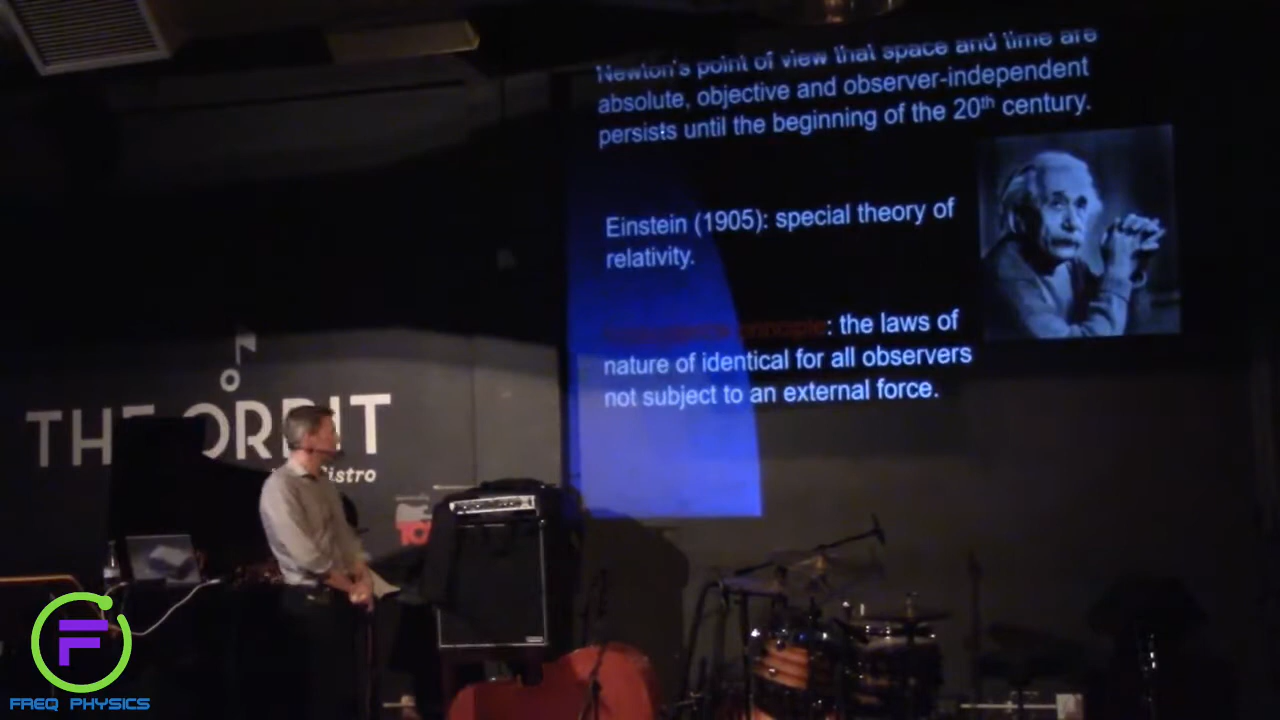 Newton's point of view that space and time are
absolute, objective and observer-independent
persists until the beginning of the 20th century.
Einstein (1905): special theory of
relativity.
principle: the laws of
nature of identical for all observers
not subject to an external force.
THE ORBIT
Bistro
10
F
FREQ PHYSICS